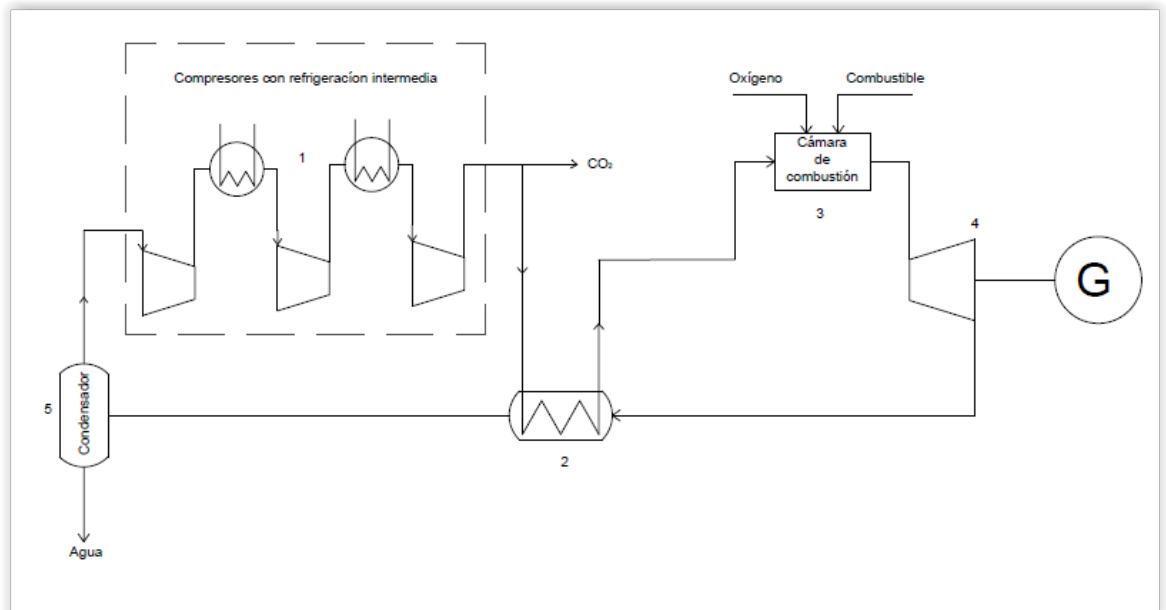 Compresores con refrigeracíon intermedia
1
CO₂
Oxígeno
Combustible
Cámara
de
combustión
3
4
G
5
Condensador
2
Agua